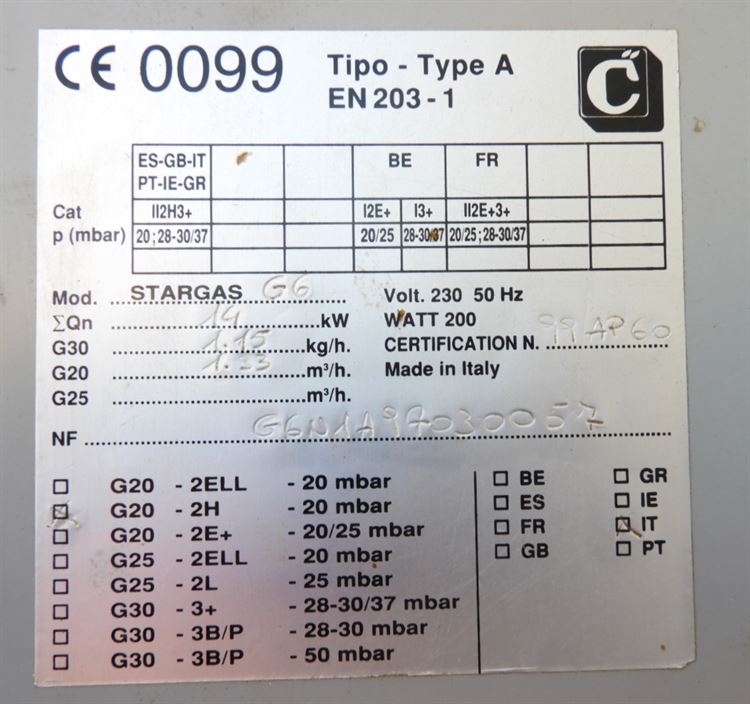 CE 0099
Tipo - Type A
EN 203 - 1
Č
ES-GB-IT BE FR
PT-IE-GR
Cat II2H3+ I2E+ I3+ II2E+3+
p (mbar) 20;28-30/37 20/25 28-30/37 20/25;28-30/37
Mod. ....STARGAS G6.... Volt. 230 50 Hz
ΣQn ....14....kW WATT 200
G30 ....1.15....kg/h. CERTIFICATION N. 99AP60
G20 ....1.33....m³/h. Made in Italy
G25 ....m³/h.
NF ....G6N1A97030057....
G20 - 2ELL - 20 mbar
G20 - 2H - 20 mbar
G20 - 2E+ - 20/25 mbar
G25 - 2ELL - 20 mbar
G25 - 2L - 25 mbar
G30 - 3+ - 28-30/37 mbar
G30 - 3B/P - 28-30 mbar
G30 - 3B/P - 50 mbar
BE GR
ES IE
FR IT
GB PT